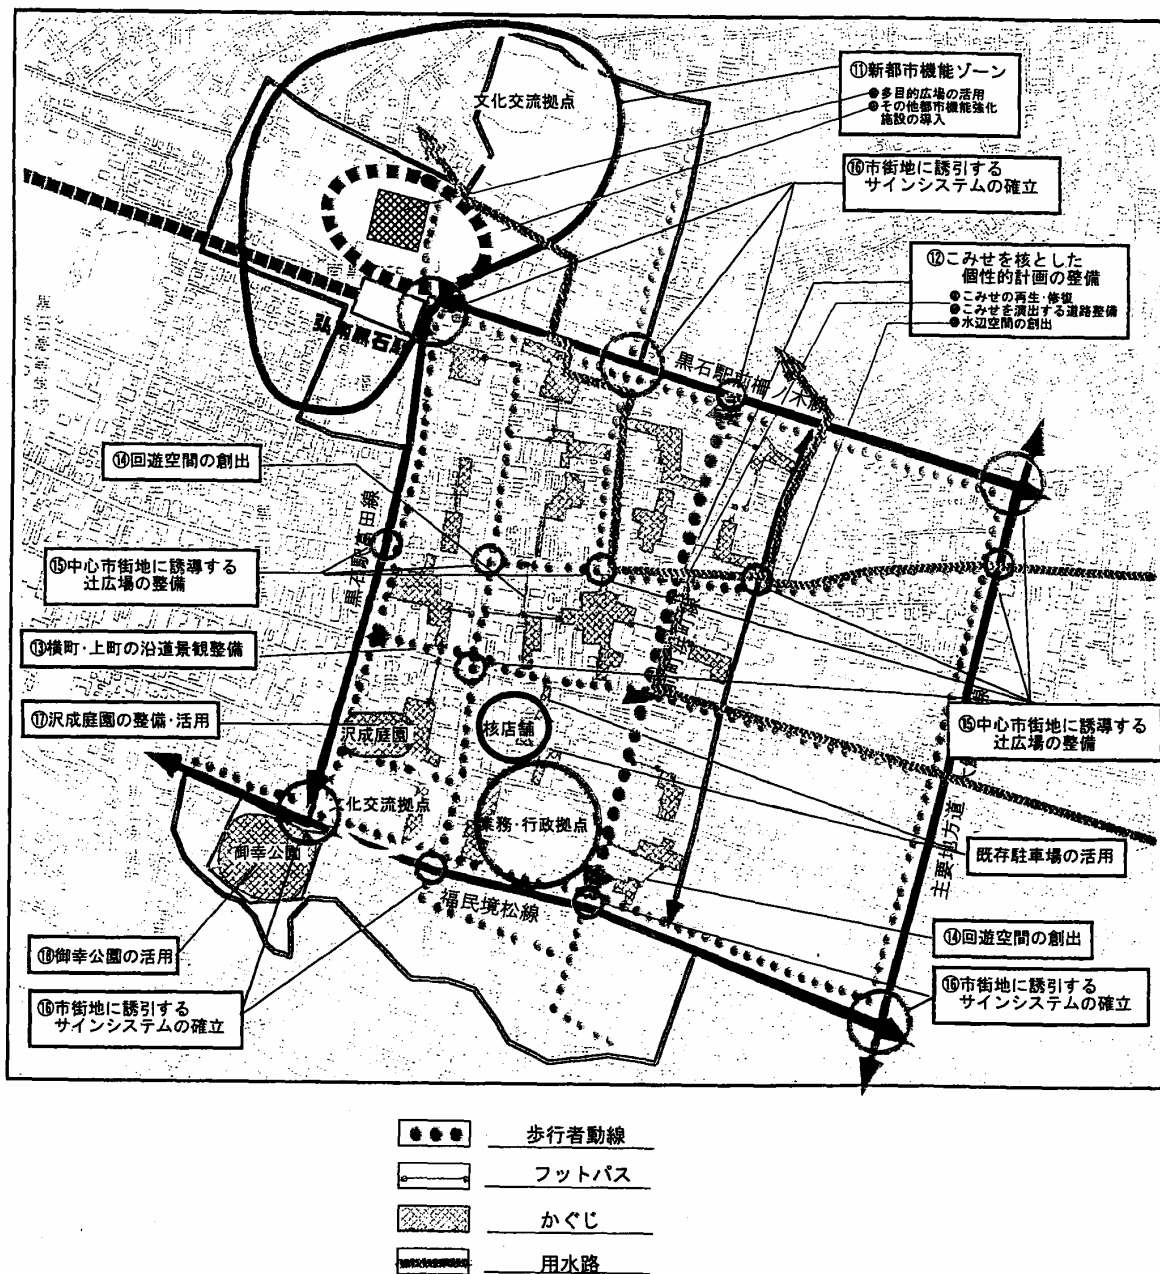 文化交流拠点
⑪新都市機能ゾーン
●多目的広場の活用
●その他都市機能強化
施設の導入
⑯市街地に誘引する
サインシステムの確立
⑫こみせを核とした
個性的計画の整備
●こみせの再生・修復
●こみせを演出する道路整備
●水辺空間の創出
弘南黒石駅
⑭回遊空間の創出
黒石駅富田線
⑮中心市街地に誘導する
辻広場の整備
⑬横町・上町の沿道景観整備
⑰沢成庭園の整備・活用
沢成庭園
核店舗
⑮中心市街地に誘導する
辻広場の整備
文化交流拠点
業務・行政拠点
御幸公園
主要地方道
既存駐車場の活用
福民境松線
⑱御幸公園の活用
⑭回遊空間の創出
⑯市街地に誘引する
サインシステムの確立
⑯市街地に誘引する
サインシステムの確立
歩行者動線
フットパス
かぐじ
用水路